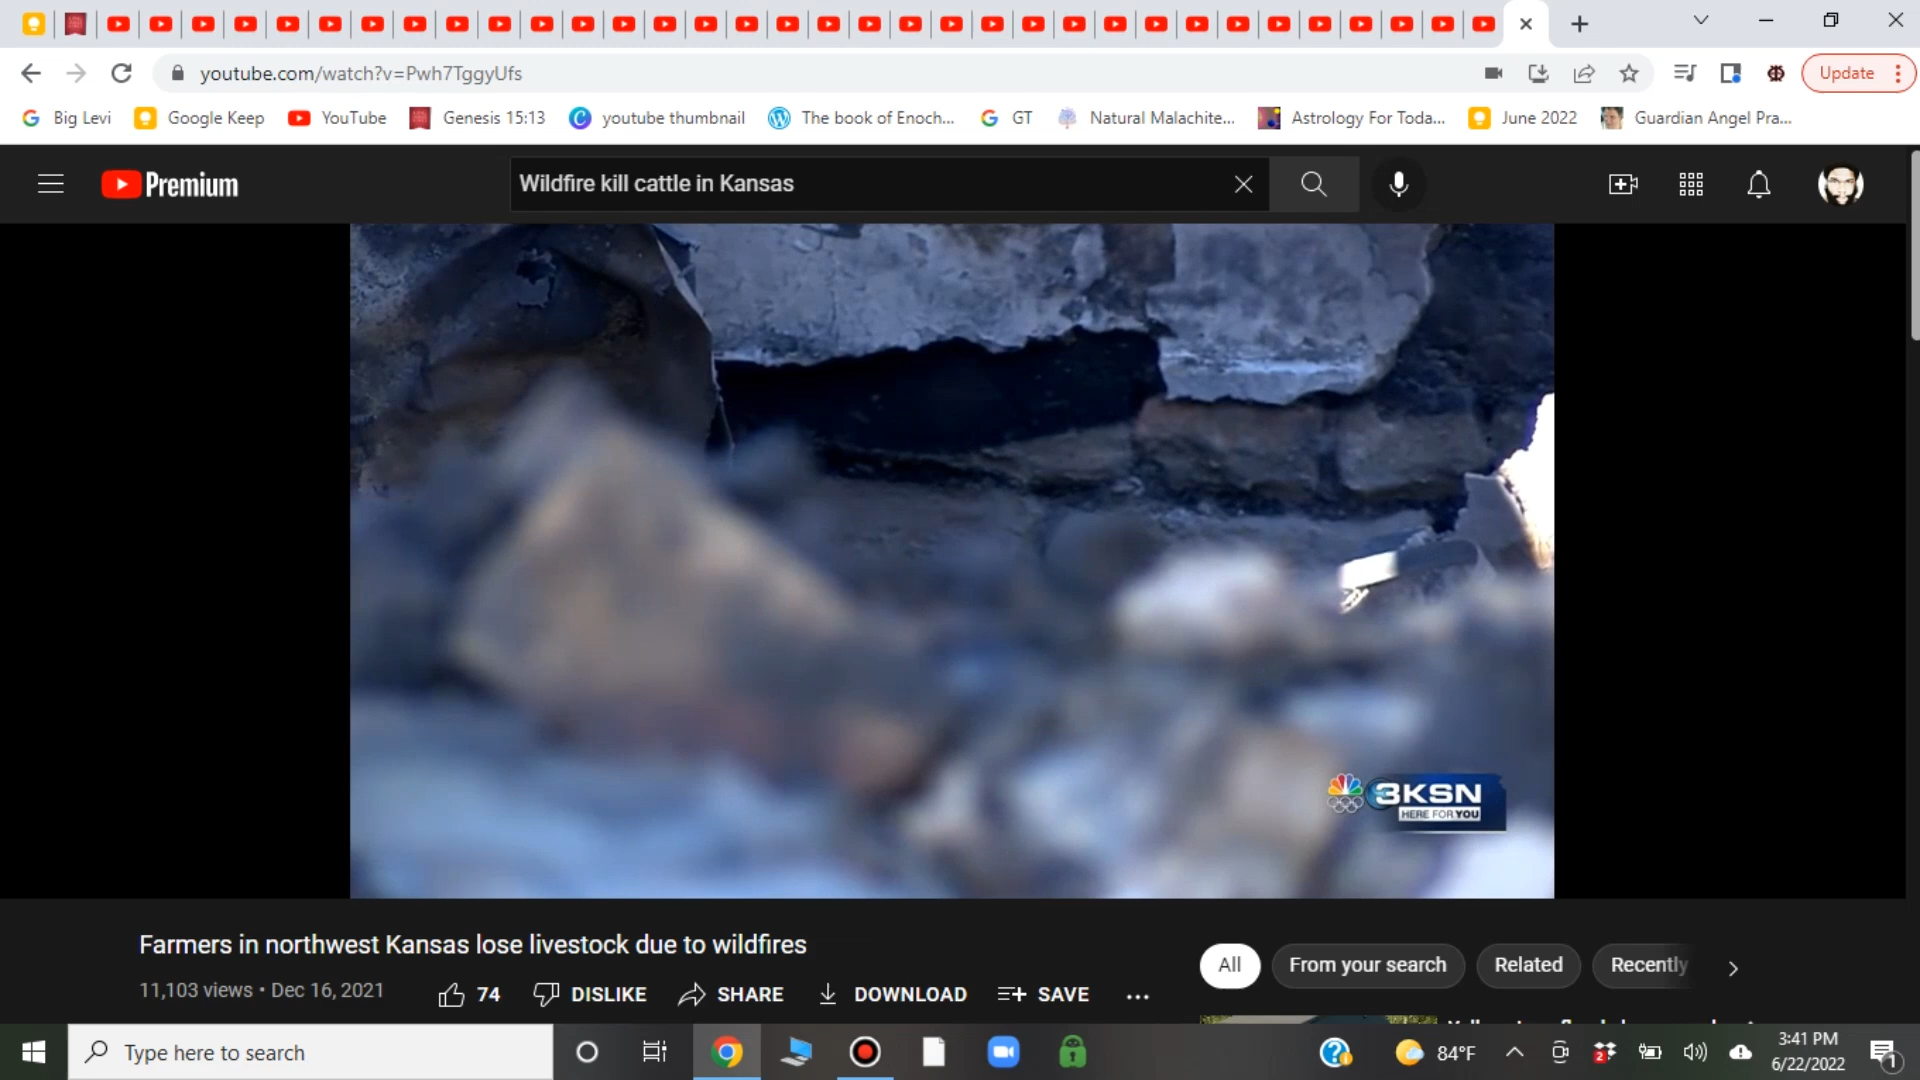 youtube.com/watch?v=Pwh7TggyUfs
Update
Big Levi
Google Keep
YouTube
Genesis 15:13
youtube thumbnail
The book of Enoch...
GT
Natural Malachite...
Astrology For Toda...
June 2022
Guardian Angel Pra...
Premium
Wildfire kill cattle in Kansas
3KSN
HERE FOR YOU
Farmers in northwest Kansas lose livestock due to wildfires
11,103 views • Dec 16, 2021
74
DISLIKE
SHARE
DOWNLOAD
SAVE
All
From your search
Related
Recently
Type here to search
2
84°F
3:41 PM
6/22/2022
1